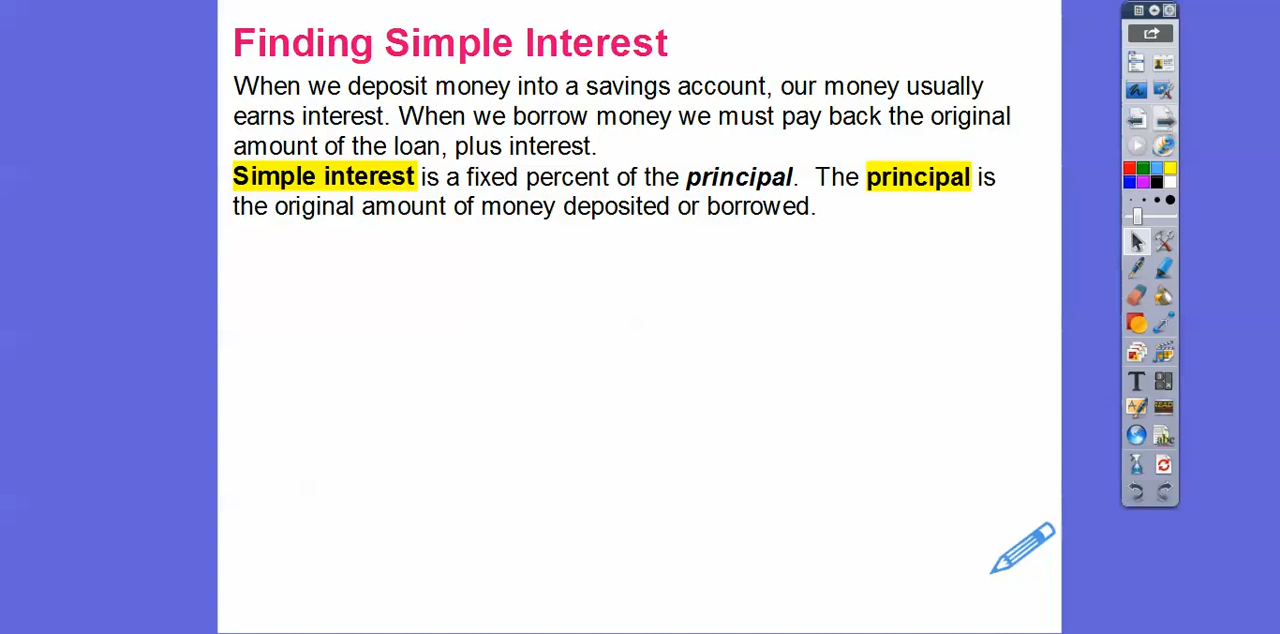 Finding Simple Interest
When we deposit money into a savings account, our money usually
earns interest. When we borrow money we must pay back the original
amount of the loan, plus interest.
Simple interest is a fixed percent of the principal. The principal is
the original amount of money deposited or borrowed.